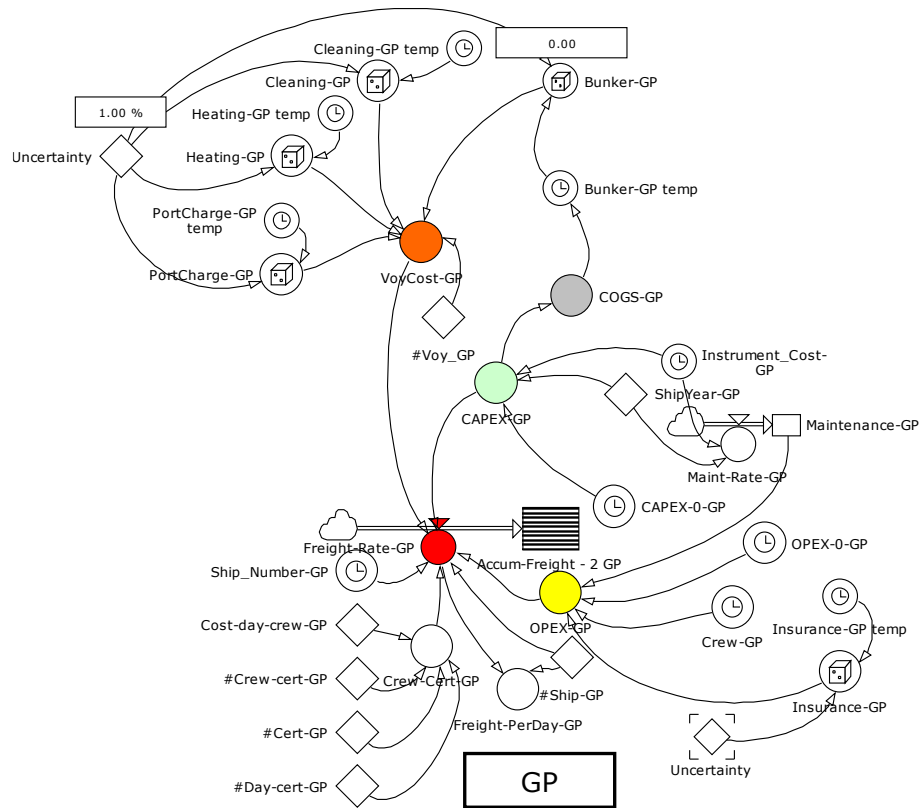 0.00
Cleaning-GP temp
Cleaning-GP
Bunker-GP
1.00 %
Heating-GP temp
Uncertainty
Heating-GP
Bunker-GP temp
PortCharge-GP
temp
PortCharge-GP
VoyCost-GP
COGS-GP
#Voy_GP
Instrument_Cost-
GP
ShipYear-GP
CAPEX-GP
Maintenance-GP
Maint-Rate-GP
CAPEX-0-GP
Freight-Rate-GP
OPEX-0-GP
Accum-Freight - 2 GP
Ship_Number-GP
Cost-day-crew-GP
OPEX-GP
Crew-GP
Insurance-GP temp
#Crew-cert-GP
Crew-Cert-GP
#Ship-GP
Insurance-GP
Freight-PerDay-GP
#Cert-GP
Uncertainty
#Day-cert-GP
GP